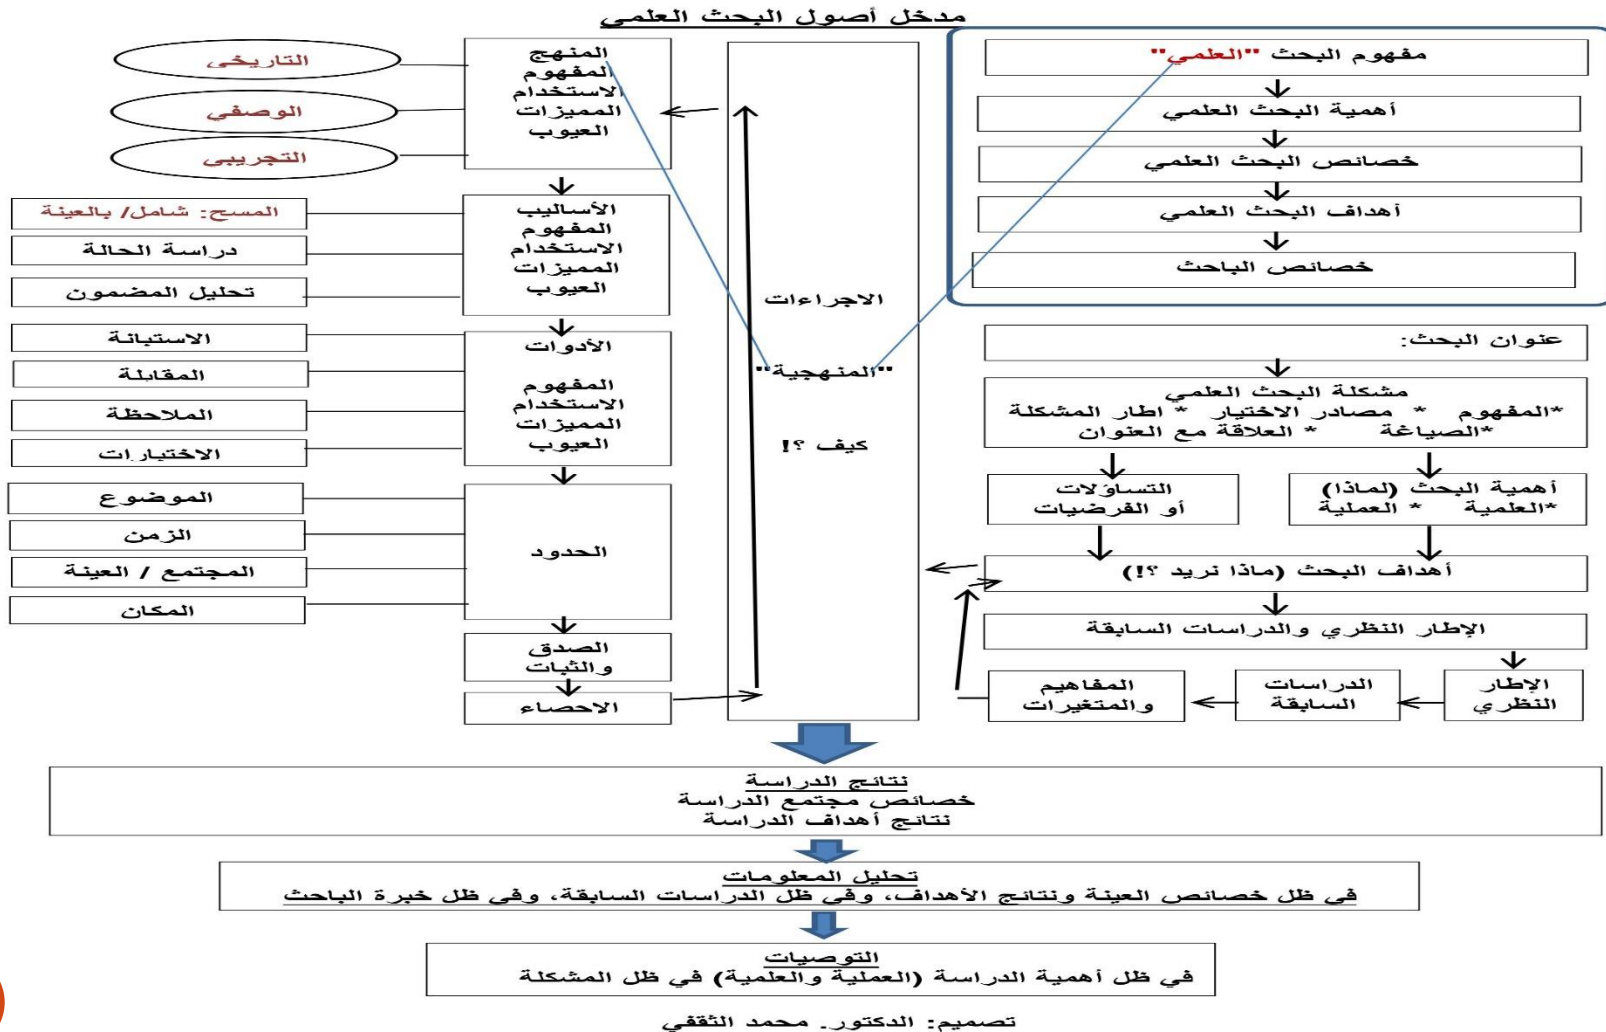 مدخل أصول البحث العلمي
مفهوم البحث "العلمي"
أهمية البحث العلمي
خصائص البحث العلمي
أهداف البحث العلمي
خصائص الباحث
عنوان البحث:
مشكلة البحث العلمي
*المفهوم * مصادر الاختيار * اطار المشكلة
*الصياغة * العلاقة مع العنوان
أهمية البحث (لماذا)
*العلمية * العملية
التساؤلات
أو الفرضيات
أهداف البحث (ماذا نريد ؟!)
الإطار النظري والدراسات السابقة
الإطار
النظري
الدراسات
السابقة
المفاهيم
والمتغيرات
الاجراءات
"المنهجية"
كيف ؟!
المنهج
المفهوم
الاستخدام
المميزات
العيوب
التاريخي
الوصفي
التجريبي
الأساليب
المفهوم
الاستخدام
المميزات
العيوب
المسح: شامل/ بالعينة
دراسة الحالة
تحليل المضمون
الأدوات
المفهوم
الاستخدام
المميزات
العيوب
الاستبانة
المقابلة
الملاحظة
الاختبارات
الحدود
الموضوع
الزمن
المجتمع / العينة
المكان
الصدق
والثبات
الاحصاء
نتائج الدراسة
خصائص مجتمع الدراسة
نتائج أهداف الدراسة
تحليل المعلومات
في ظل خصائص العينة ونتائج الأهداف، وفي ظل الدراسات السابقة، وفي ظل خبرة الباحث
التوصيات
في ظل أهمية الدراسة (العملية والعلمية) في ظل المشكلة
تصميم: الدكتور. محمد الثقفي